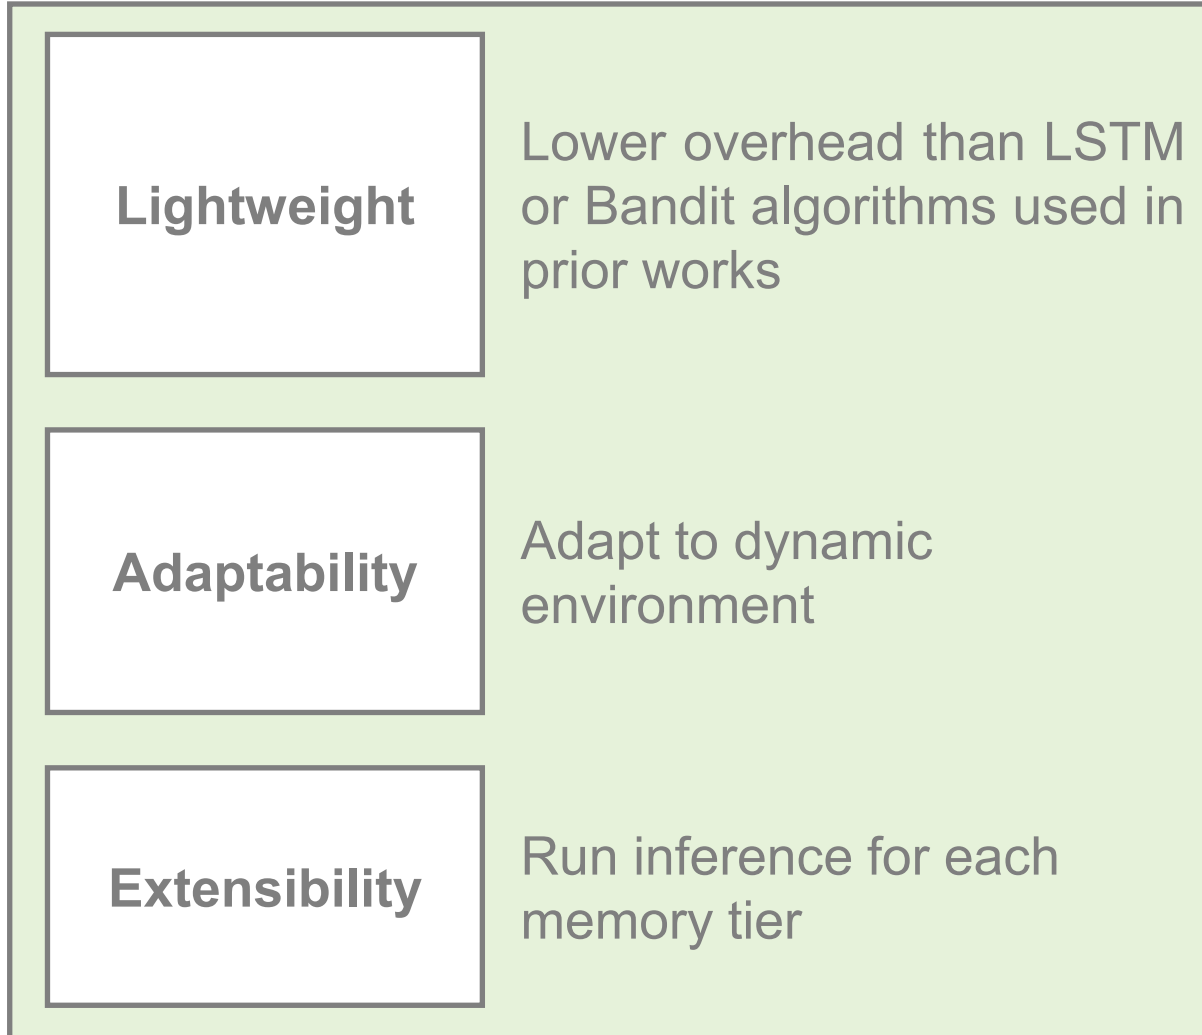 Lightweight
Lower overhead than LSTM
or Bandit algorithms used in
prior works
Adaptability
Adapt to dynamic
environment
Extensibility
Run inference for each
memory tier